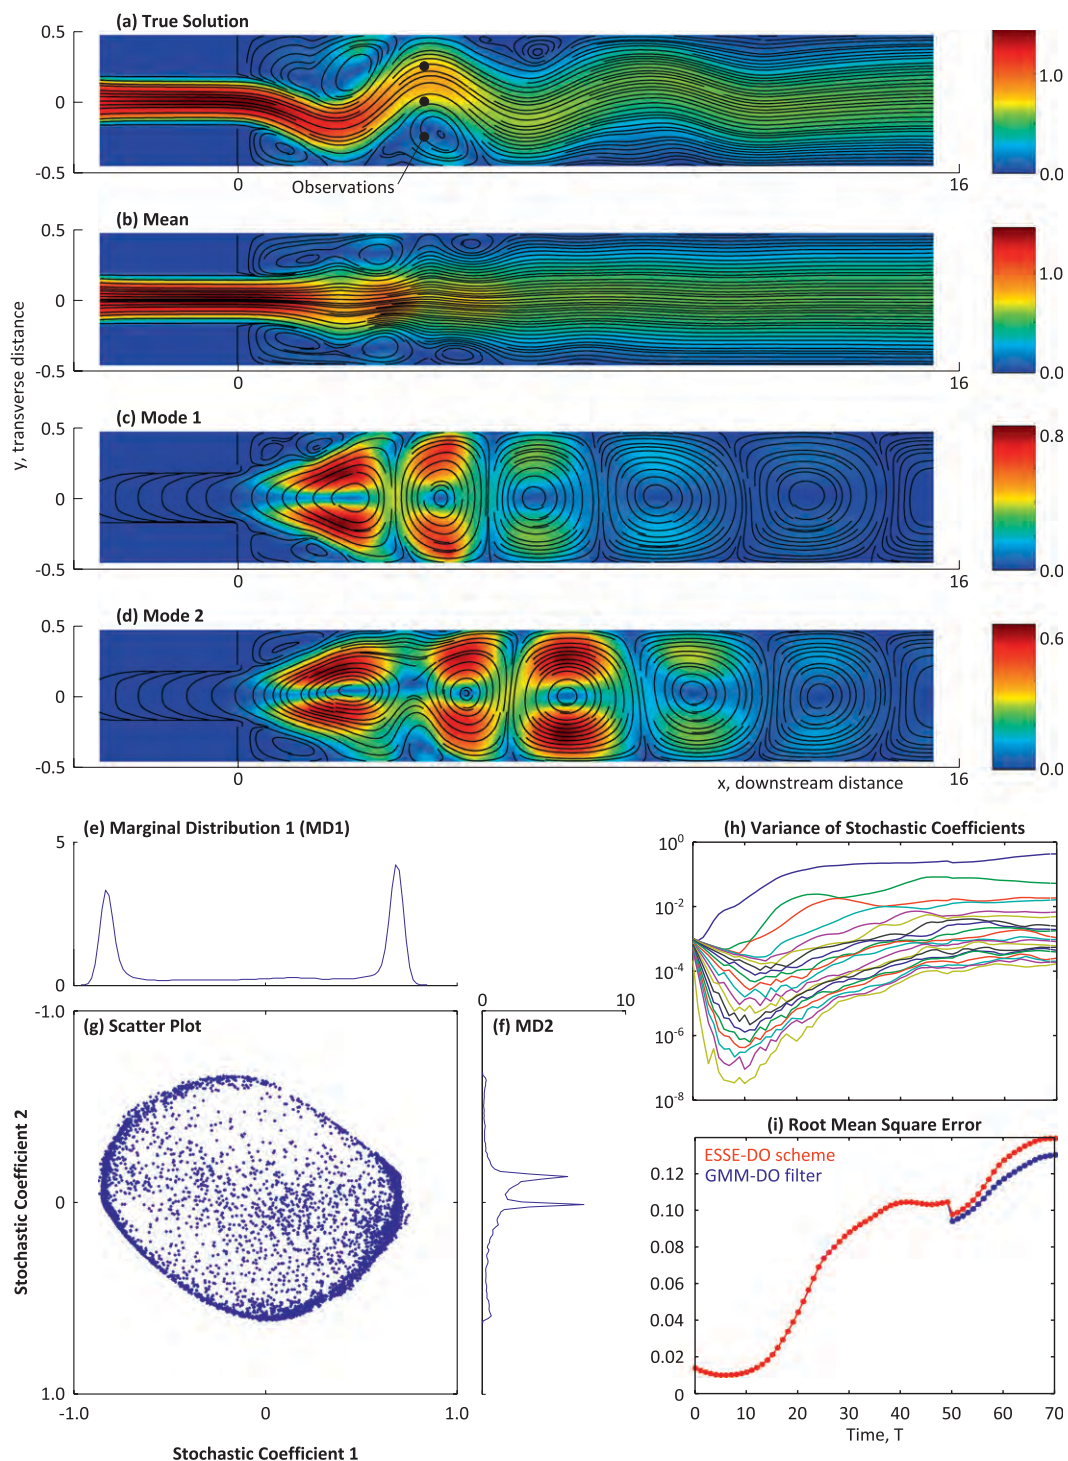 (a) True Solution
0.5
0
-0.5
0
16
Observations
1.0
0.0
(b) Mean
0.5
0
-0.5
0
16
1.0
0.0
y, transverse distance
(c) Mode 1
0.5
0
-0.5
0
16
0.8
0.0
(d) Mode 2
0.5
0
-0.5
0
x, downstream distance
16
0.6
0.0
(e) Marginal Distribution 1 (MD1)
5
0
(g) Scatter Plot
-1.0
0
1.0
-1.0
0
1.0
Stochastic Coefficient 2
Stochastic Coefficient 1
0
10
(f) MD2
(h) Variance of Stochastic Coefficients
10^0
10^-2
10^-4
10^-6
10^-8
(i) Root Mean Square Error
ESSE-DO scheme
GMM-DO filter
0.12
0.10
0.08
0.06
0.04
0.02
0
0 10 20 30 40 50 60 70
Time, T